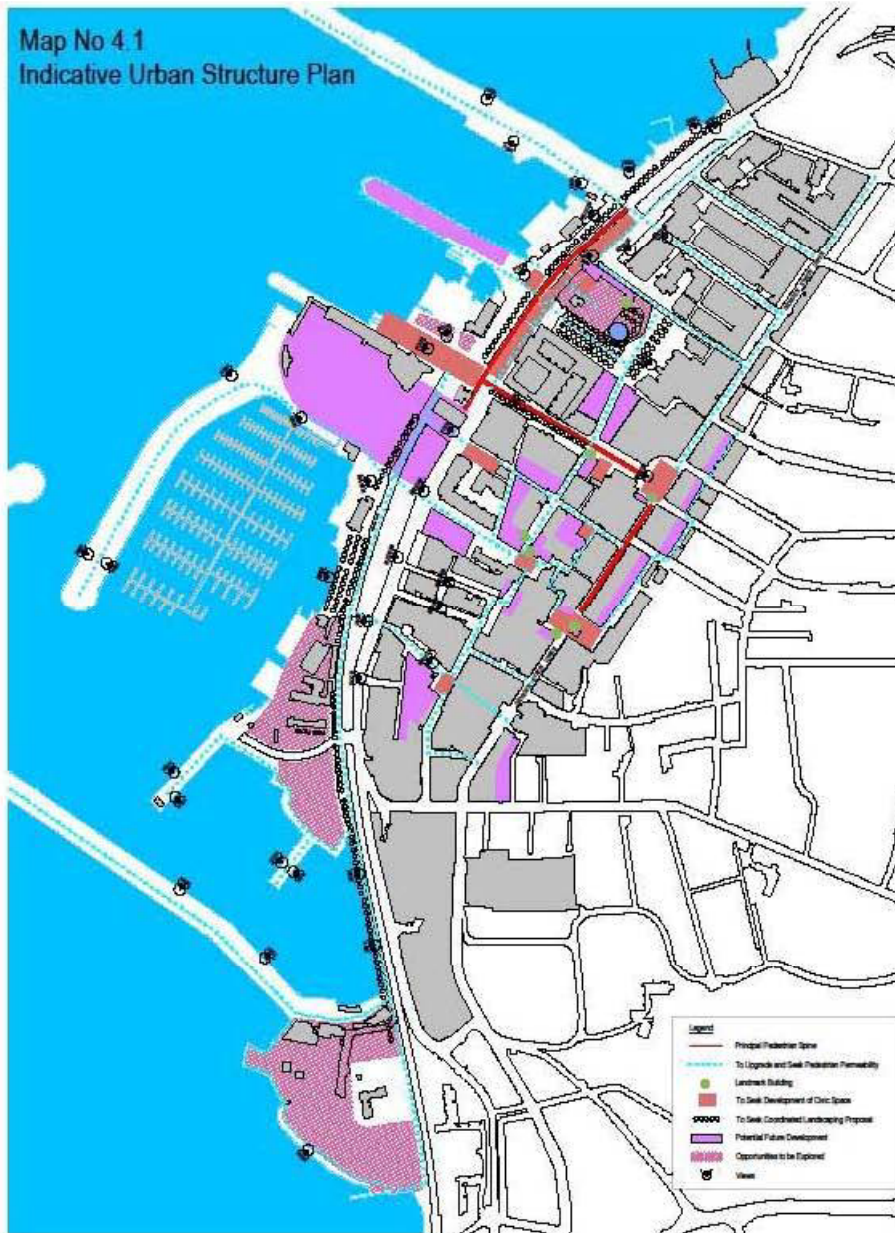 Map No 4.1
Indicative Urban Structure Plan
Legend
Principal Pedestrian Spine
To Upgrade and Seek Pedestrian Permeability
Landmark Building
To Seek Development of Civic Space
To Seek Coordinated Landscaping Proposal
Potential Future Development
Opportunities to be Explored
Views